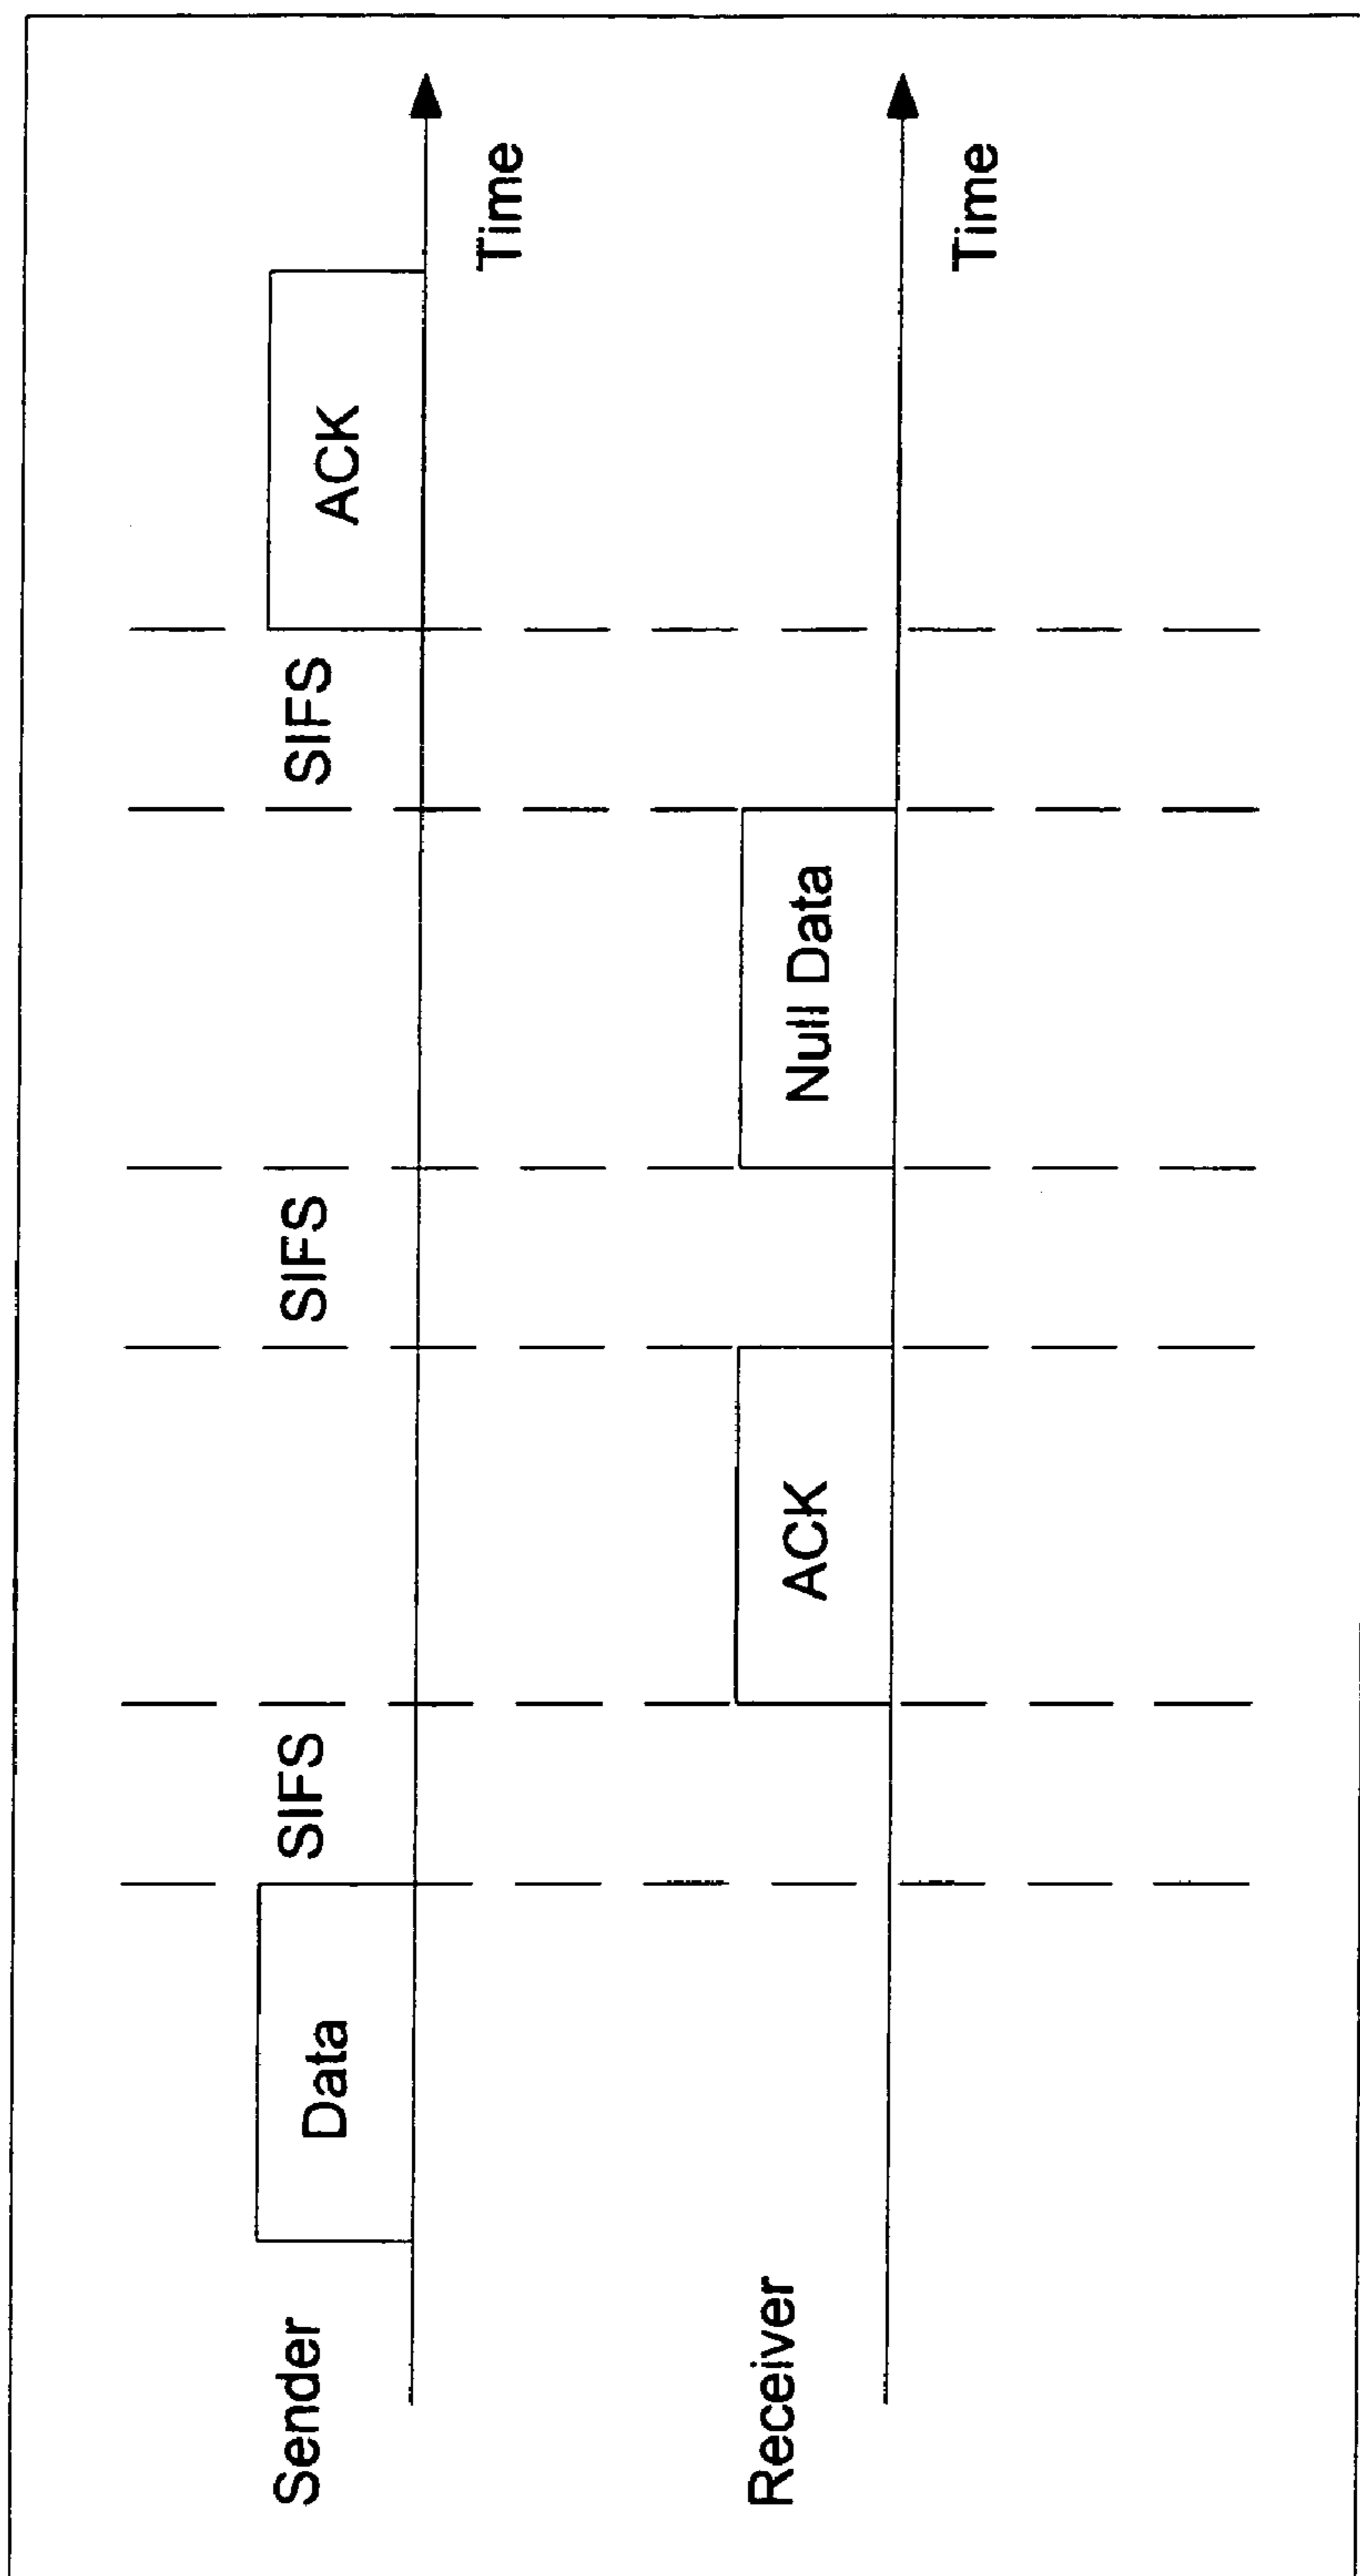 Sender
Data
SIFS
SIFS
SIFS
ACK
Time
Receiver
ACK
Null Data
Time